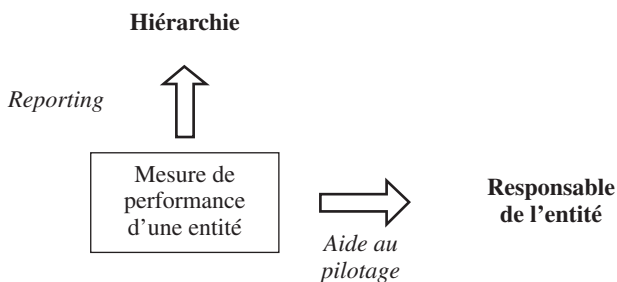 Hiérarchie
Reporting
Mesure de
performance
d'une entité
Responsable
de l'entité
Aide au
pilotage